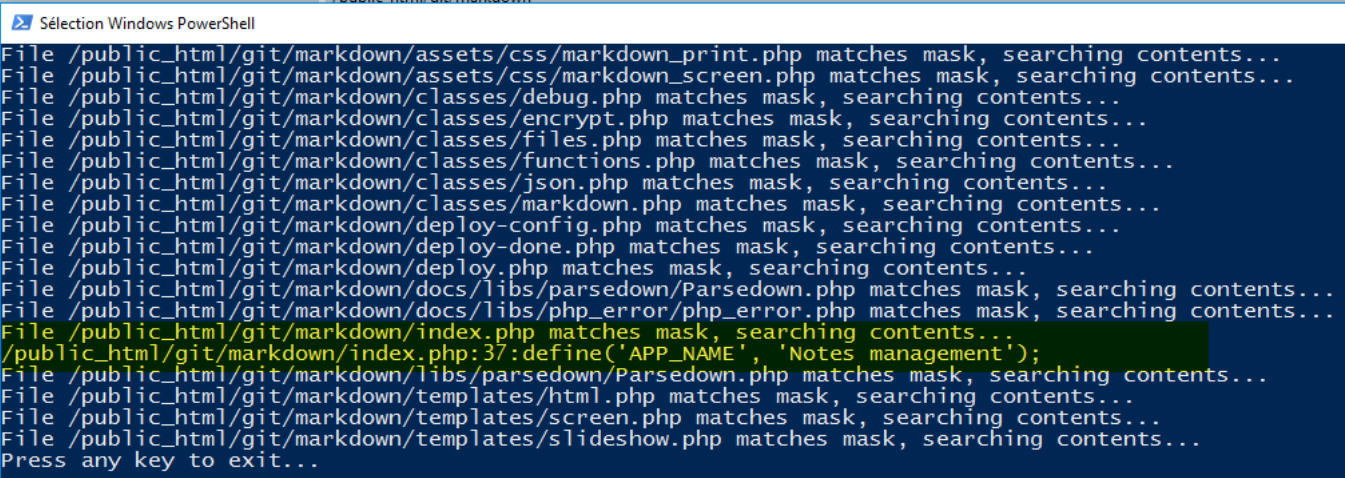 Sélection Windows PowerShell
File /public_html/git/markdown/assets/css/markdown_print.php matches mask, searching contents...
File /public_html/git/markdown/assets/css/markdown_screen.php matches mask, searching contents...
File /public_html/git/markdown/classes/debug.php matches mask, searching contents...
File /public_html/git/markdown/classes/encrypt.php matches mask, searching contents...
File /public_html/git/markdown/classes/files.php matches mask, searching contents...
File /public_html/git/markdown/classes/functions.php matches mask, searching contents...
File /public_html/git/markdown/classes/json.php matches mask, searching contents...
File /public_html/git/markdown/classes/markdown.php matches mask, searching contents...
File /public_html/git/markdown/deploy-config.php matches mask, searching contents...
File /public_html/git/markdown/deploy-done.php matches mask, searching contents...
File /public_html/git/markdown/deploy.php matches mask, searching contents...
File /public_html/git/markdown/docs/libs/parsedown/Parsedown.php matches mask, searching contents...
File /public_html/git/markdown/docs/libs/php_error/php_error.php matches mask, searching contents...
File /public_html/git/markdown/index.php matches mask, searching contents...
/public_html/git/markdown/index.php:37:define('APP_NAME', 'Notes management');
File /public_html/git/markdown/libs/parsedown/Parsedown.php matches mask, searching contents...
File /public_html/git/markdown/templates/html.php matches mask, searching contents...
File /public_html/git/markdown/templates/screen.php matches mask, searching contents...
File /public_html/git/markdown/templates/slideshow.php matches mask, searching contents...
Press any key to exit...